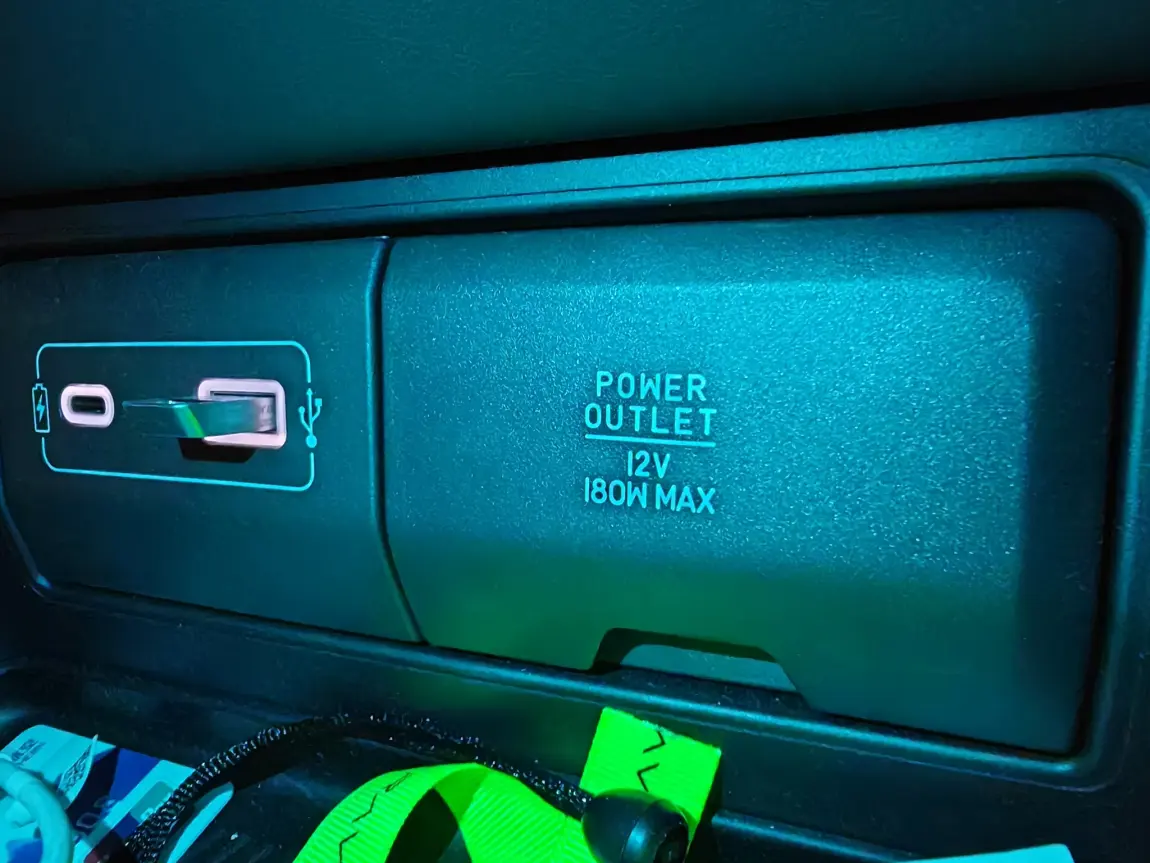 POWER
OUTLET
12V
180W MAX